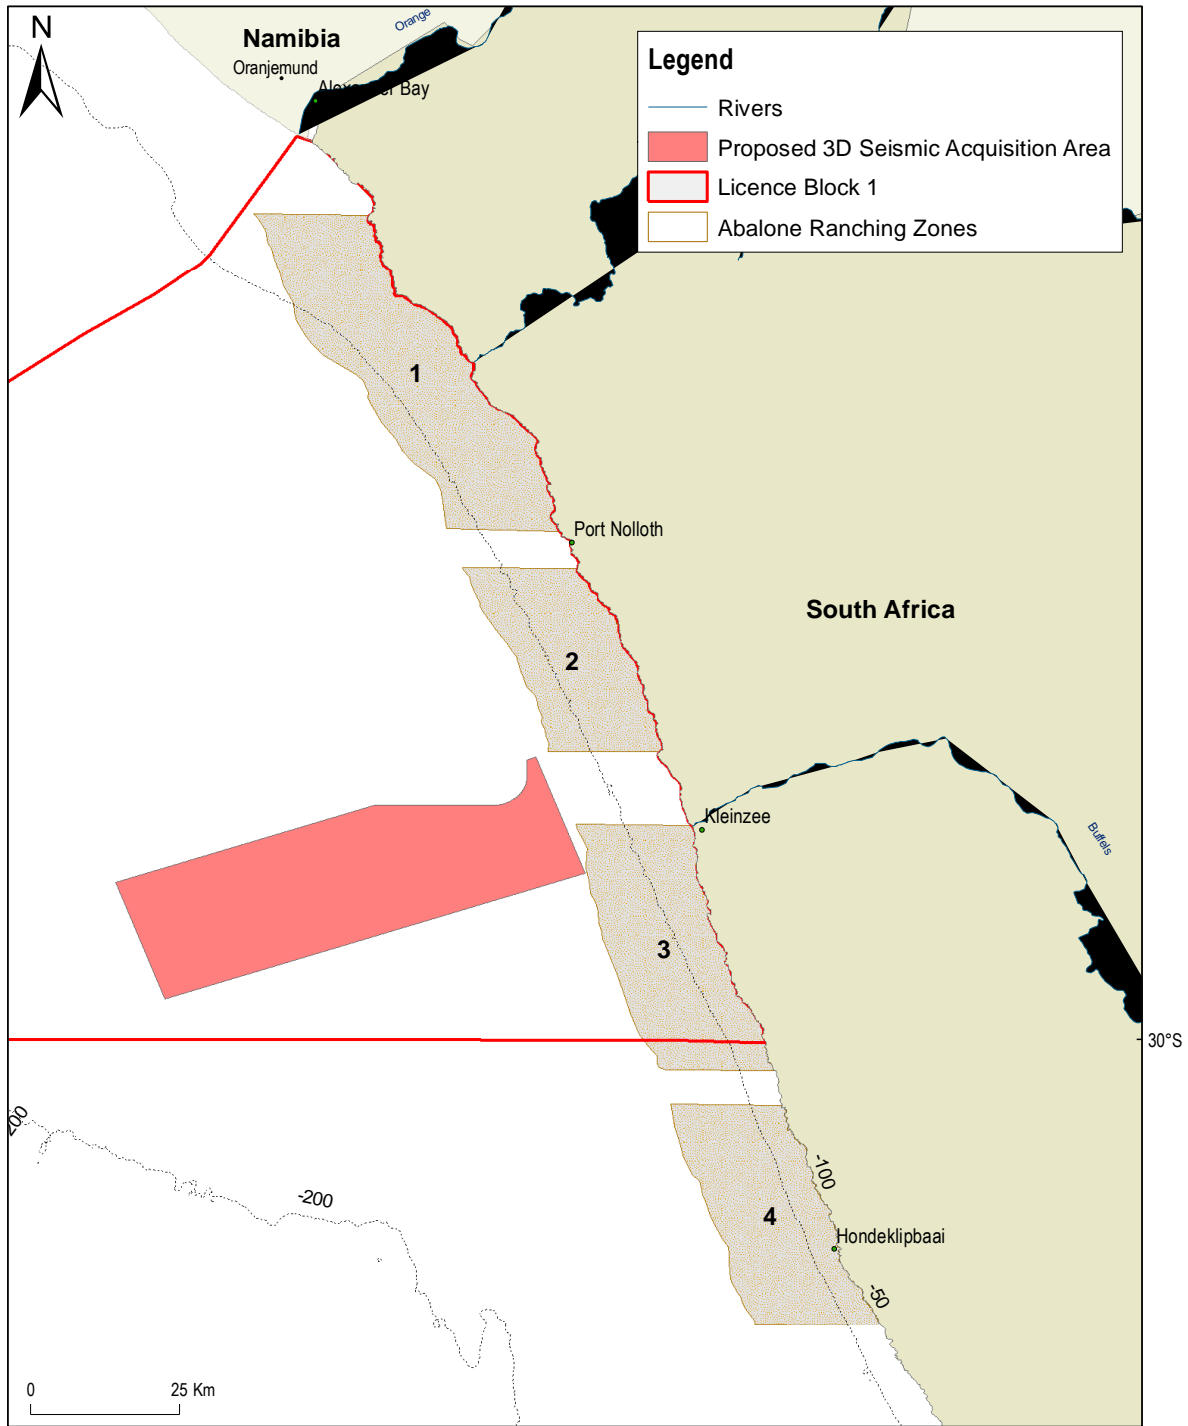 N
Namibia
Orange
Oranjemund
Alexander Bay
Legend
Rivers
Proposed 3D Seismic Acquisition Area
Licence Block 1
Abalone Ranching Zones
1
Port Nolloth
South Africa
2
Kleinzee
Buffels
3
30°S
200
-200
-100
4
Hondeklipbaai
-50
0
25 Km